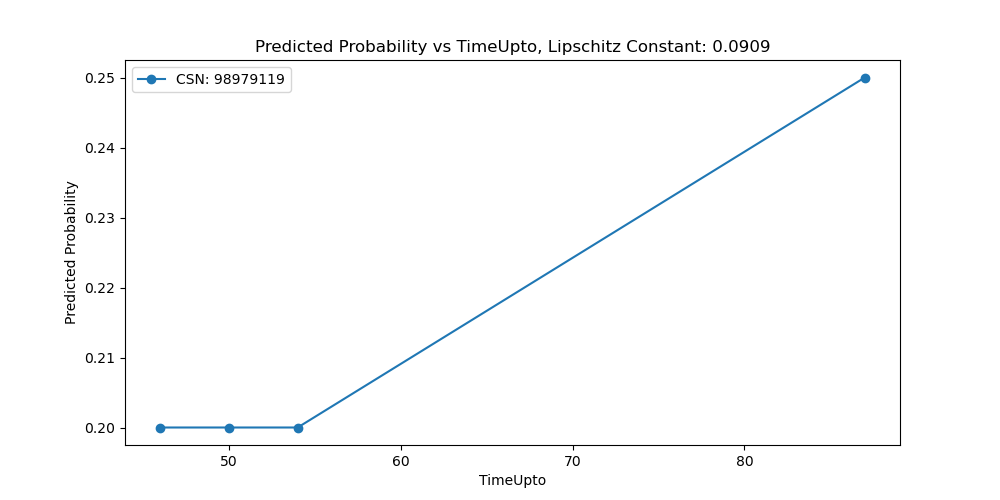 Predicted Probability vs TimeUpto, Lipschitz Constant: 0.0909
CSN: 98979119
0.25
0.24
0.23
0.22
0.21
0.20
Predicted Probability
50 60 70 80
TimeUpto